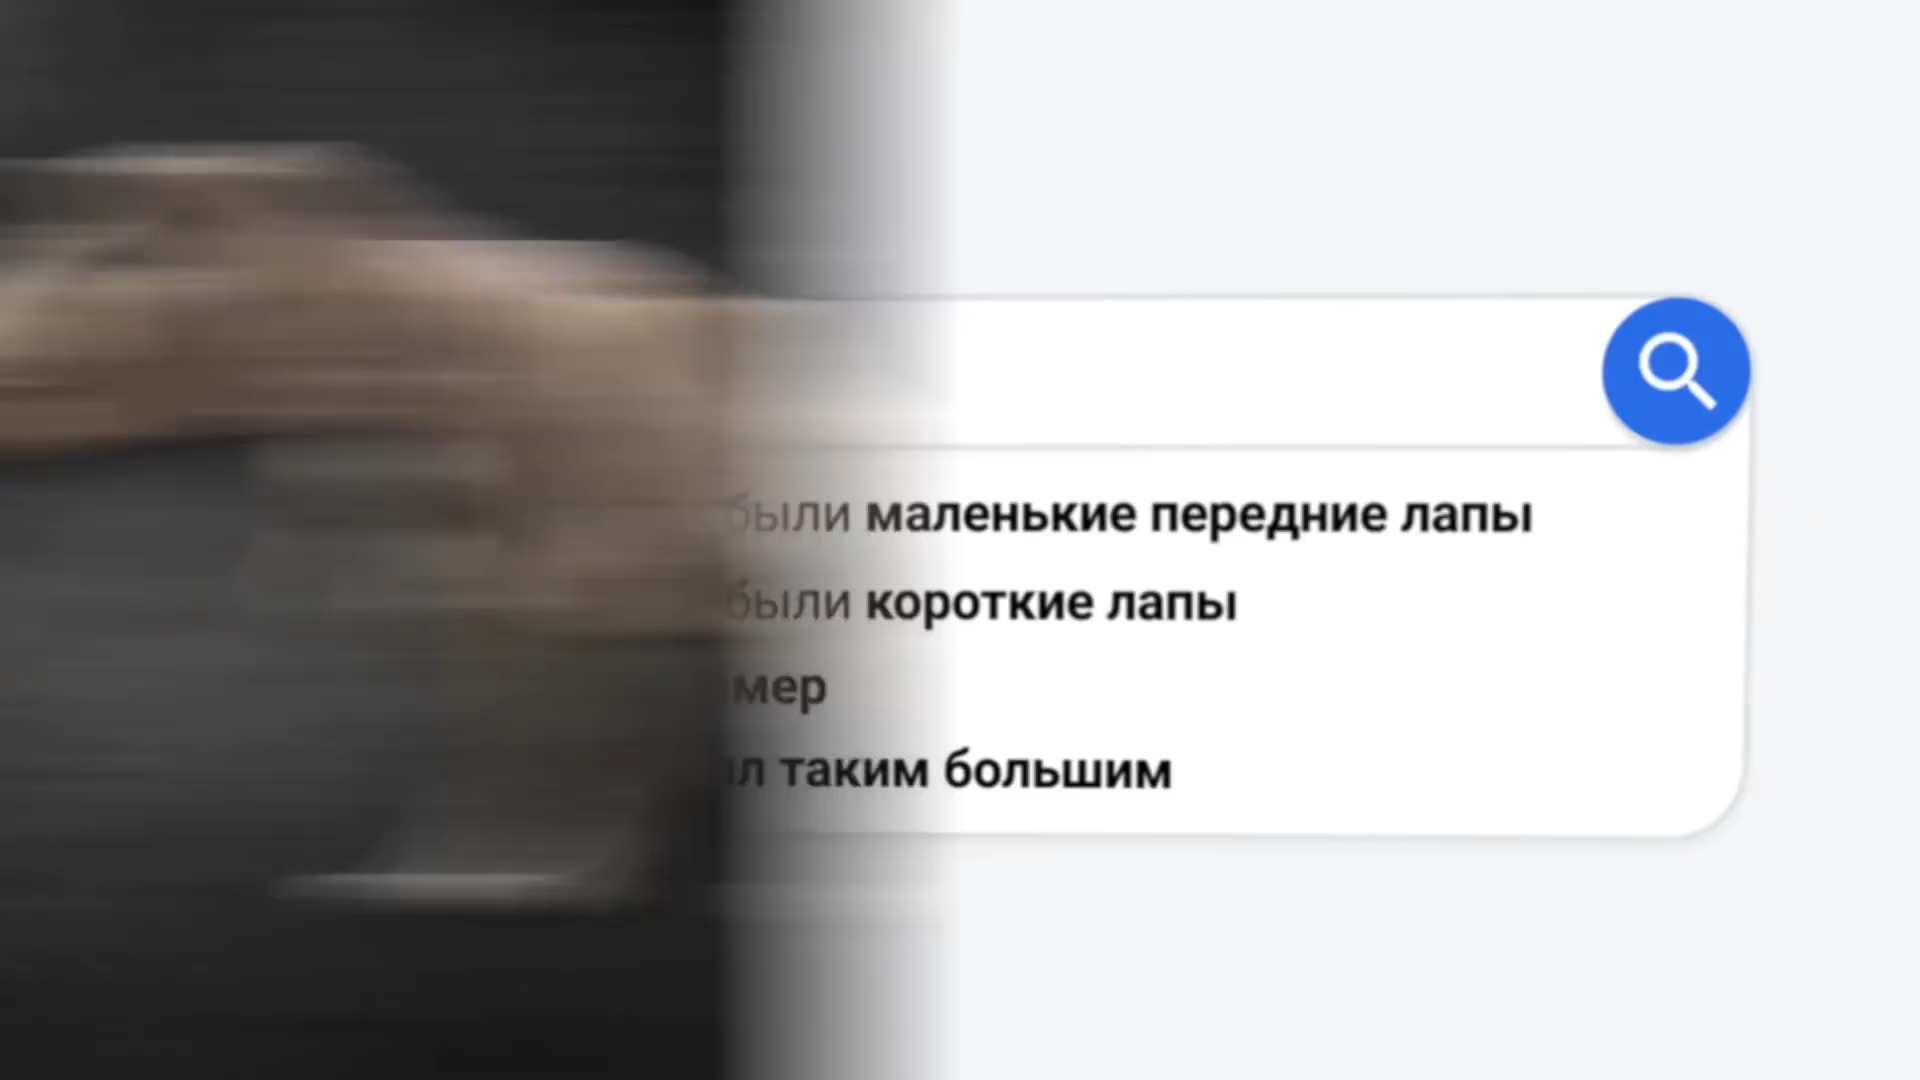 были маленькие передние лапы
были короткие лапы
мер
л таким большим